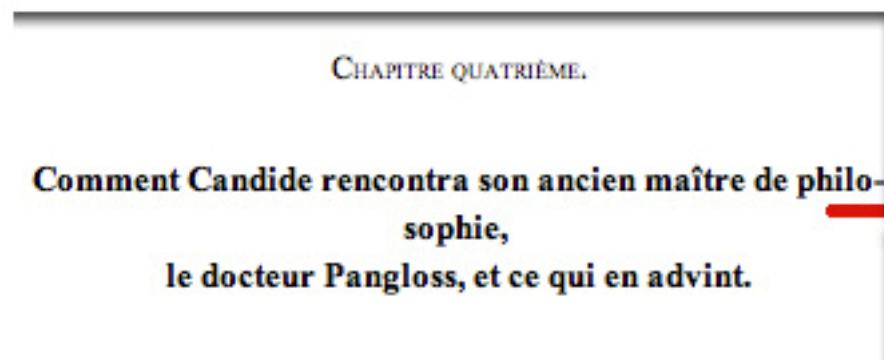 CHAPITRE QUATRIÈME.
Comment Candide rencontra son ancien maître de philo-
sophie,
le docteur Pangloss, et ce qui en advint.